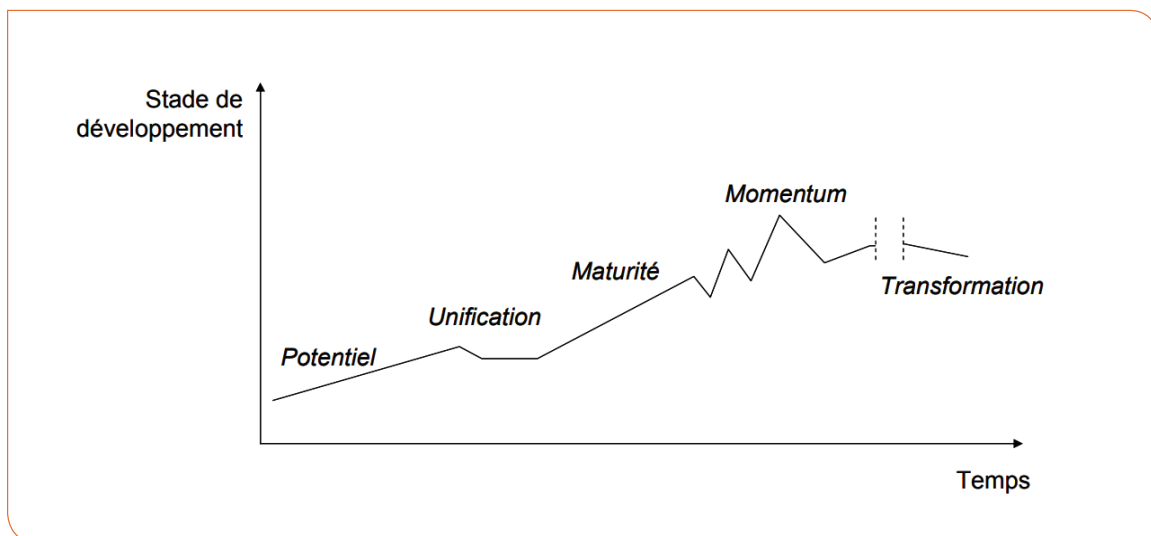 Stade de
développement
Momentum
Maturité
Transformation
Unification
Potentiel
Temps